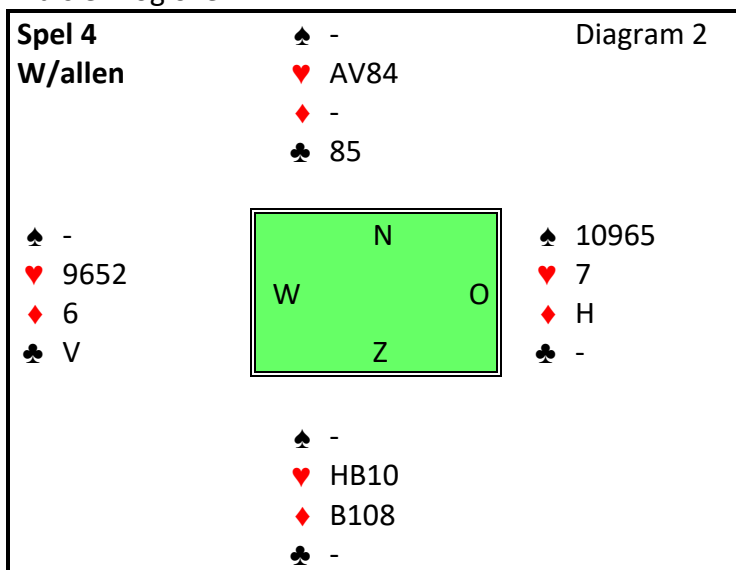 Spel 4 ♠ - Diagram 2
W/allen ♥ AV84
♦ -
♣ 85
♠ - N ♠ 10965
♥ 9652 ♥ 7
W O
♦ 6 ♦ H
♣ V Z ♣ -
♠ -
♥ HB10
♦ B108
♣ -